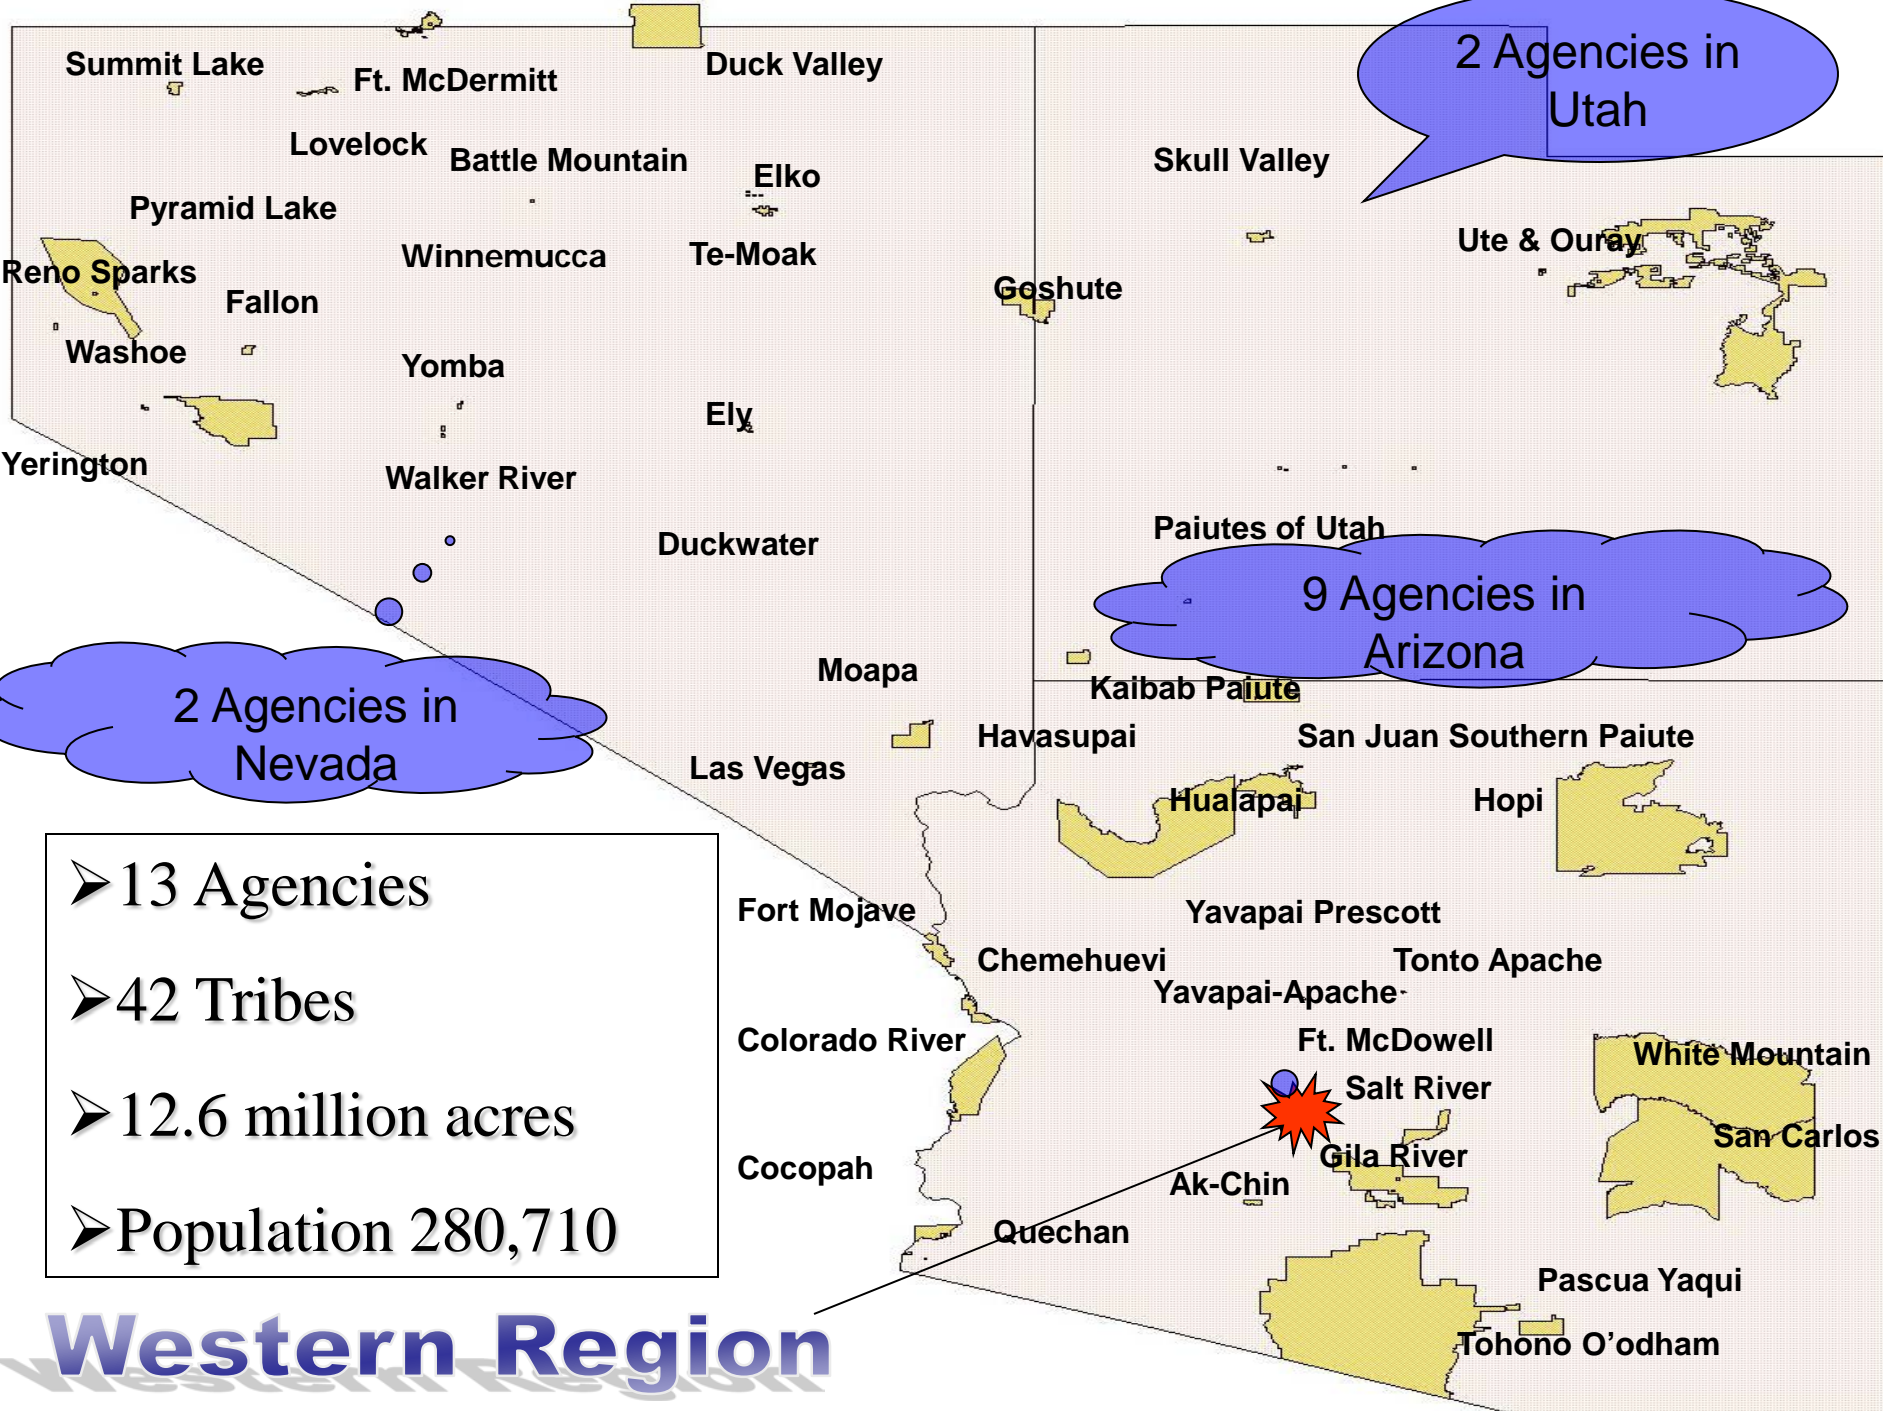 2 Agencies in
Utah
Summit Lake
Ft. McDermitt
Duck Valley
Lovelock
Battle Mountain
Elko
Skull Valley
Pyramid Lake
Winnemucca
Te-Moak
Ute & Ouray
Reno Sparks
Fallon
Goshute
Washoe
Yomba
Ely
Yerington
Walker River
Duckwater
Paiutes of Utah
9 Agencies in
Arizona
2 Agencies in
Nevada
Moapa
Kaibab Paiute
Las Vegas
Havasupai
San Juan Southern Paiute
Hualapai
Hopi
➢13 Agencies
➢42 Tribes
➢12.6 million acres
➢Population 280,710
Fort Mojave
Yavapai Prescott
Chemehuevi
Tonto Apache
Yavapai-Apache
Colorado River
Ft. McDowell
White Mountain
Salt River
San Carlos
Gila River
Cocopah
Ak-Chin
Quechan
Pascua Yaqui
Tohono O’odham
Western Region